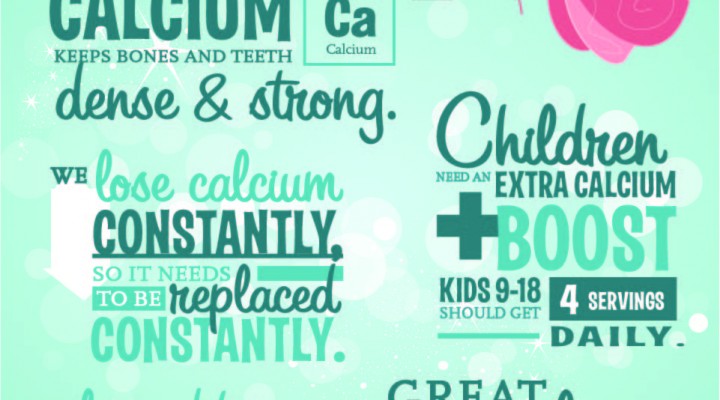 CALCIUM
Ca
Calcium
KEEPS BONES AND TEETH
dense & strong.
WE lose calcium
CONSTANTLY,
SO IT NEEDS
TO BE replaced
CONSTANTLY.
Children
NEED AN EXTRA CALCIUM
BOOST
KIDS 9-18
SHOULD GET
4 SERVINGS
DAILY.
GREAT